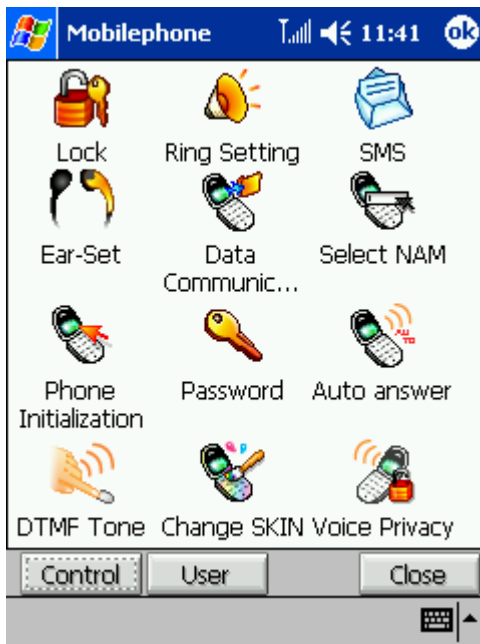 Mobilephone 11:41 ok
Lock Ring Setting SMS
Ear-Set Data Communic... Select NAM
Phone Initialization Password Auto answer
DTMF Tone Change SKIN Voice Privacy
Control User Close